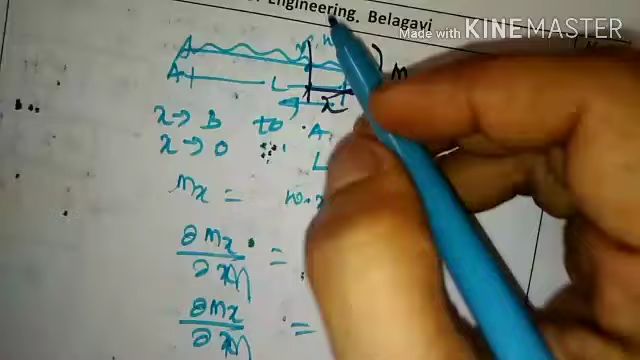 Engineering, Belagavi
Made with KINEMASTER
A
A L x M
x → B to A
x → 0 L
Mx = w.x
∂Mx
∂M =
∂Mx
∂M =